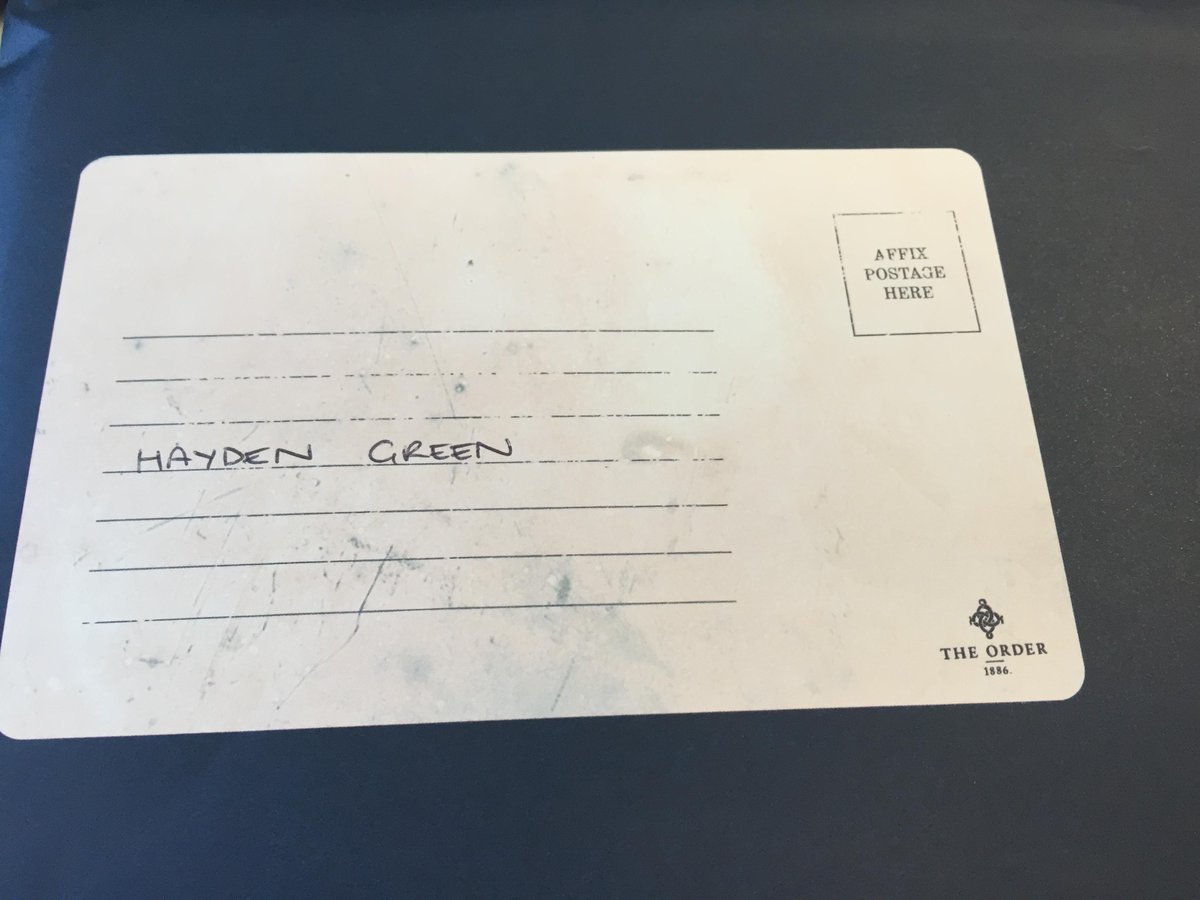 AFFIX
POSTAGE
HERE
HAYDEN GREEN
THE ORDER
1886.